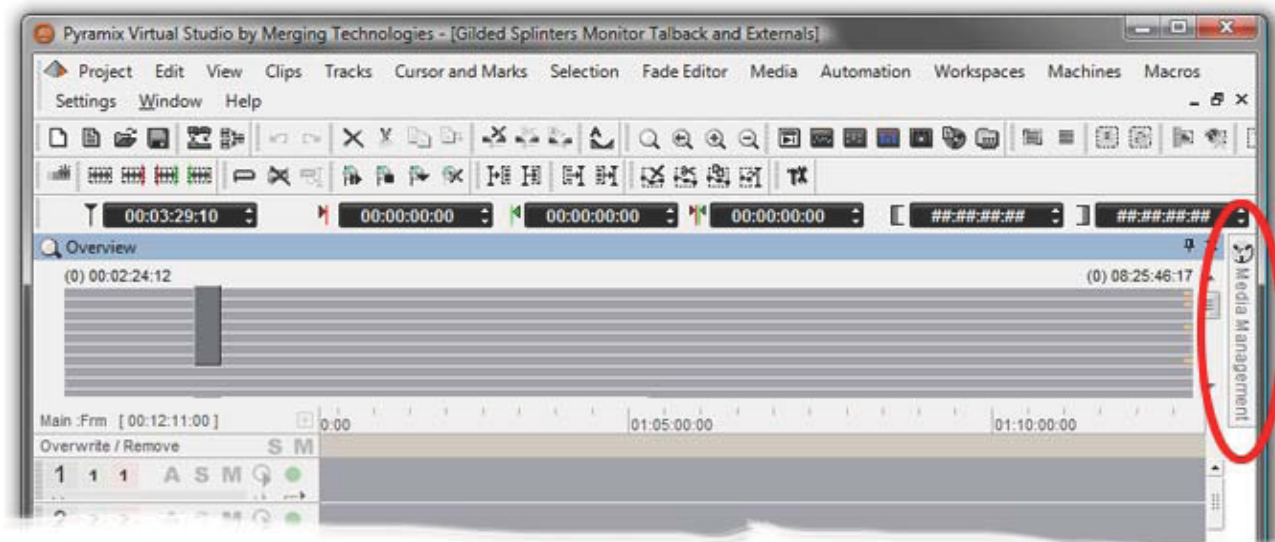 Pyramix Virtual Studio by Merging Technologies - [Gilded Splinters Monitor Talback and Externals]
Project Edit View Clips Tracks Cursor and Marks Selection Fade Editor Media Automation Workspaces Machines Macros
Settings Window Help
00:03:29:10 00:00:00:00 00:00:00:00 00:00:00:00 ##:##:##:## ##:##:##:##
Overview
(0) 00:02:24:12 (0) 08:25:46:17
Media Management
Main :Frm [ 00:12:11:00 ] 0:00 01:05:00:00 01:10:00:00
Overwrite / Remove S M
1 1 1 A S M